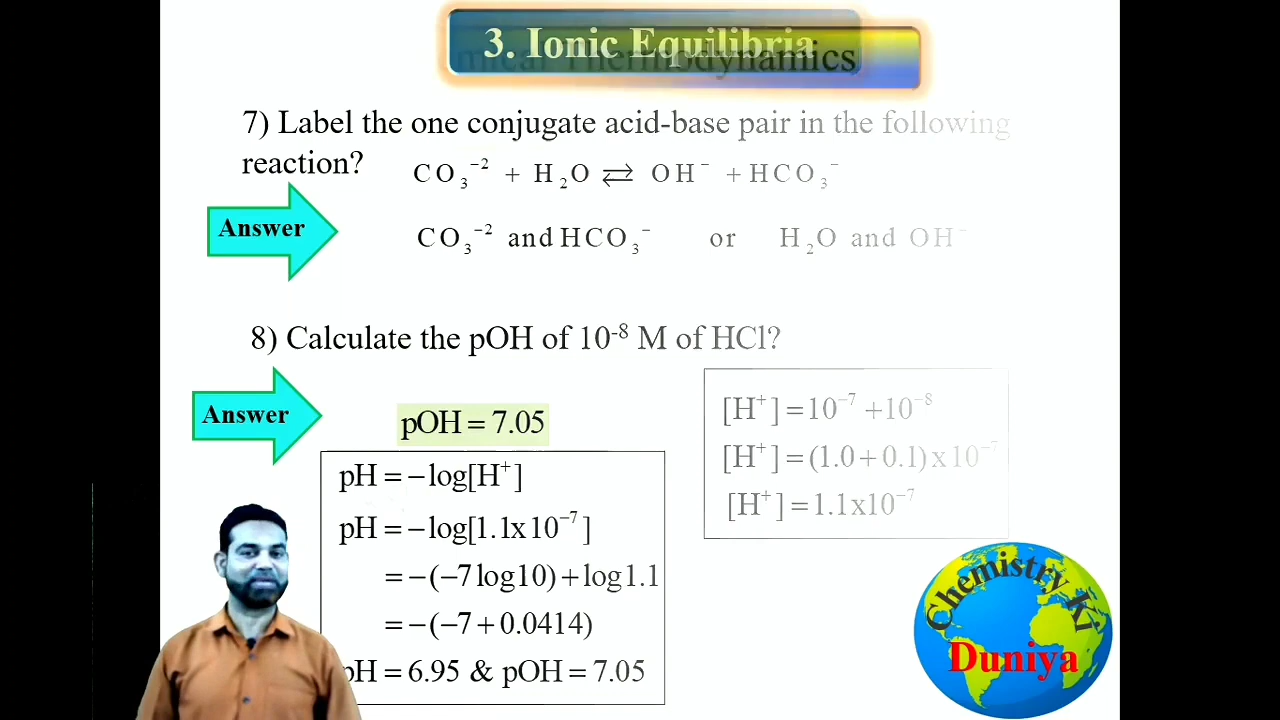 3. Ionic Equilibria
7) Label the one conjugate acid-base pair in the following
reaction?
CO₃⁻² + H₂O ⇄ OH⁻ + HCO₃⁻
Answer
CO₃⁻² and HCO₃⁻ or H₂O and OH⁻
8) Calculate the pOH of 10⁻⁸ M of HCl?
Answer
pOH = 7.05
pH = −log[H⁺]
pH = −log[1.1x10⁻⁷]
= −(−7log10) + log1.1
= −(−7 + 0.0414)
pH = 6.95 & pOH = 7.05
[H⁺] = 10⁻⁷ + 10⁻⁸
[H⁺] = (1.0 + 0.1) x 10⁻⁷
[H⁺] = 1.1x10⁻⁷
Chemistry Ki
Duniya